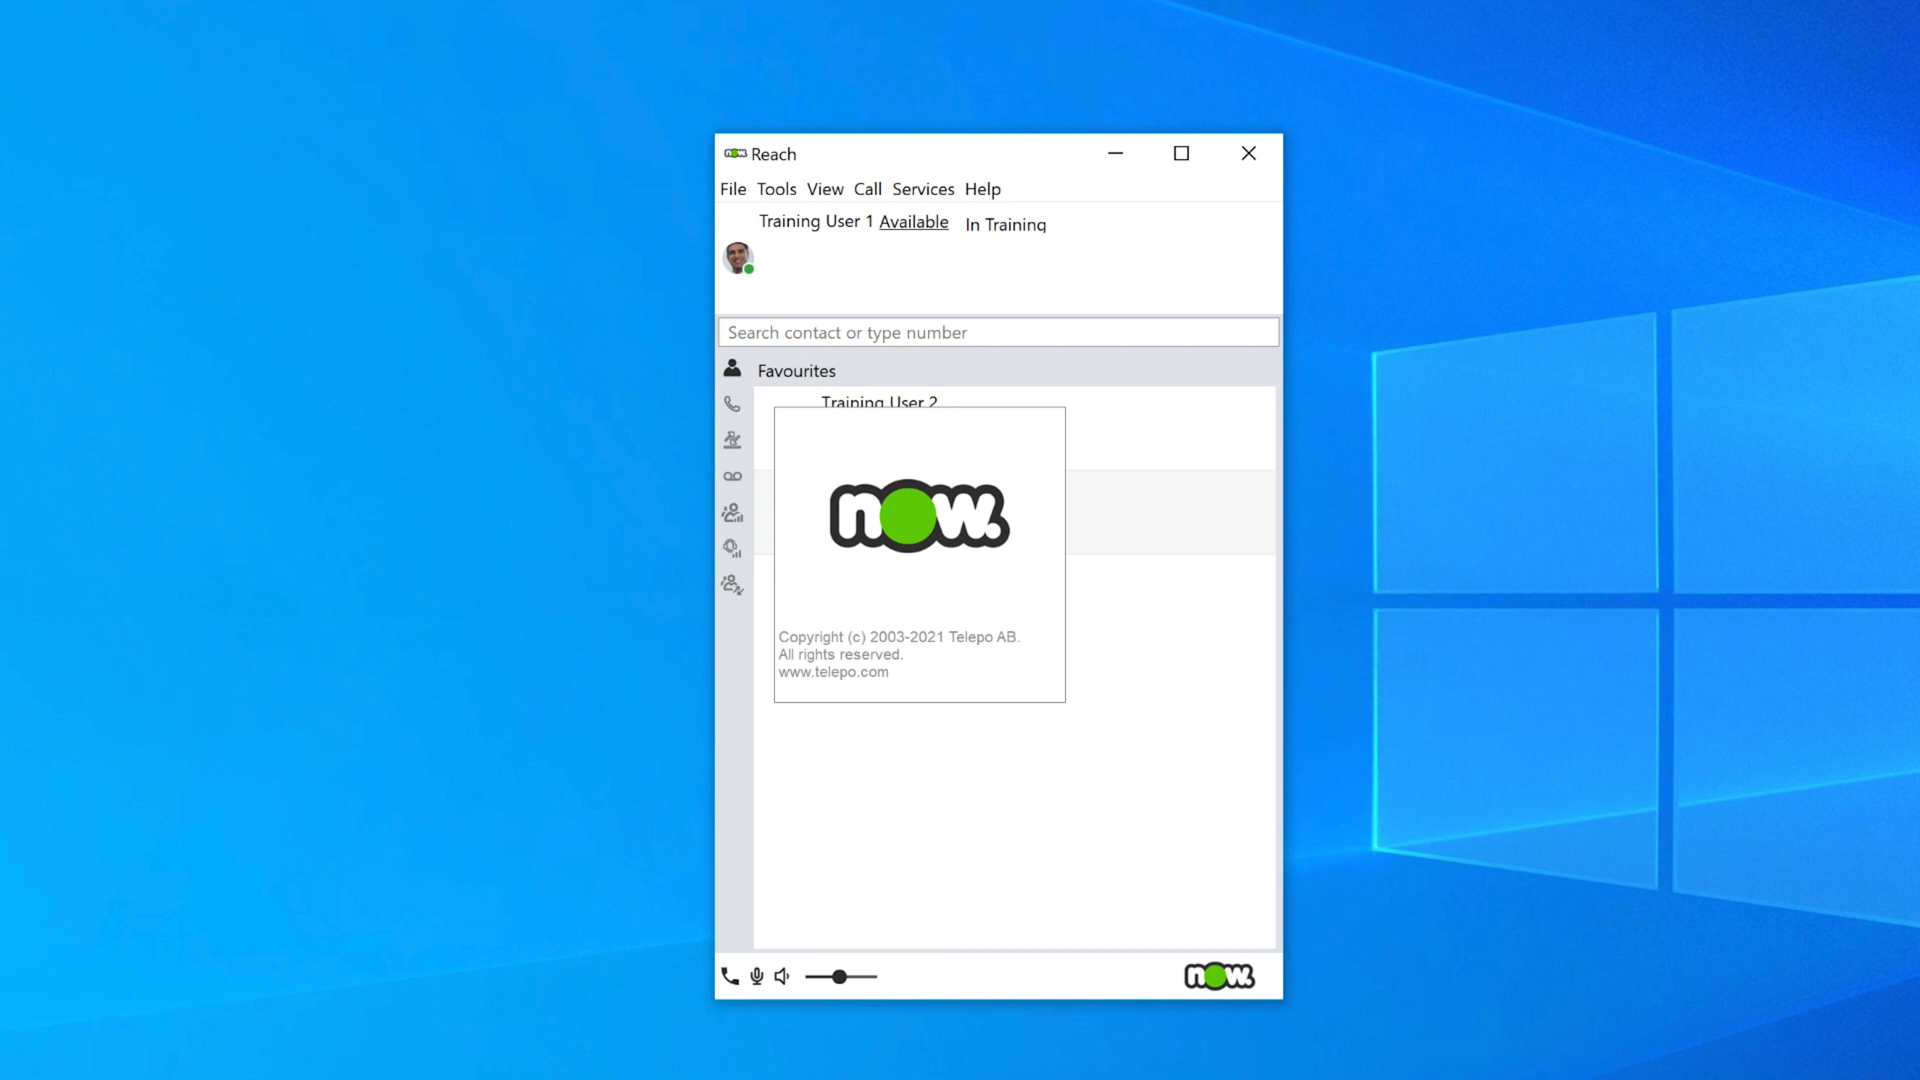 now. Reach
File Tools View Call Services Help
Training User 1 Available In Training
Search contact or type number
Favourites
Training User 2
now.
Copyright (c) 2003-2021 Telepo AB.
All rights reserved.
www.telepo.com
now.